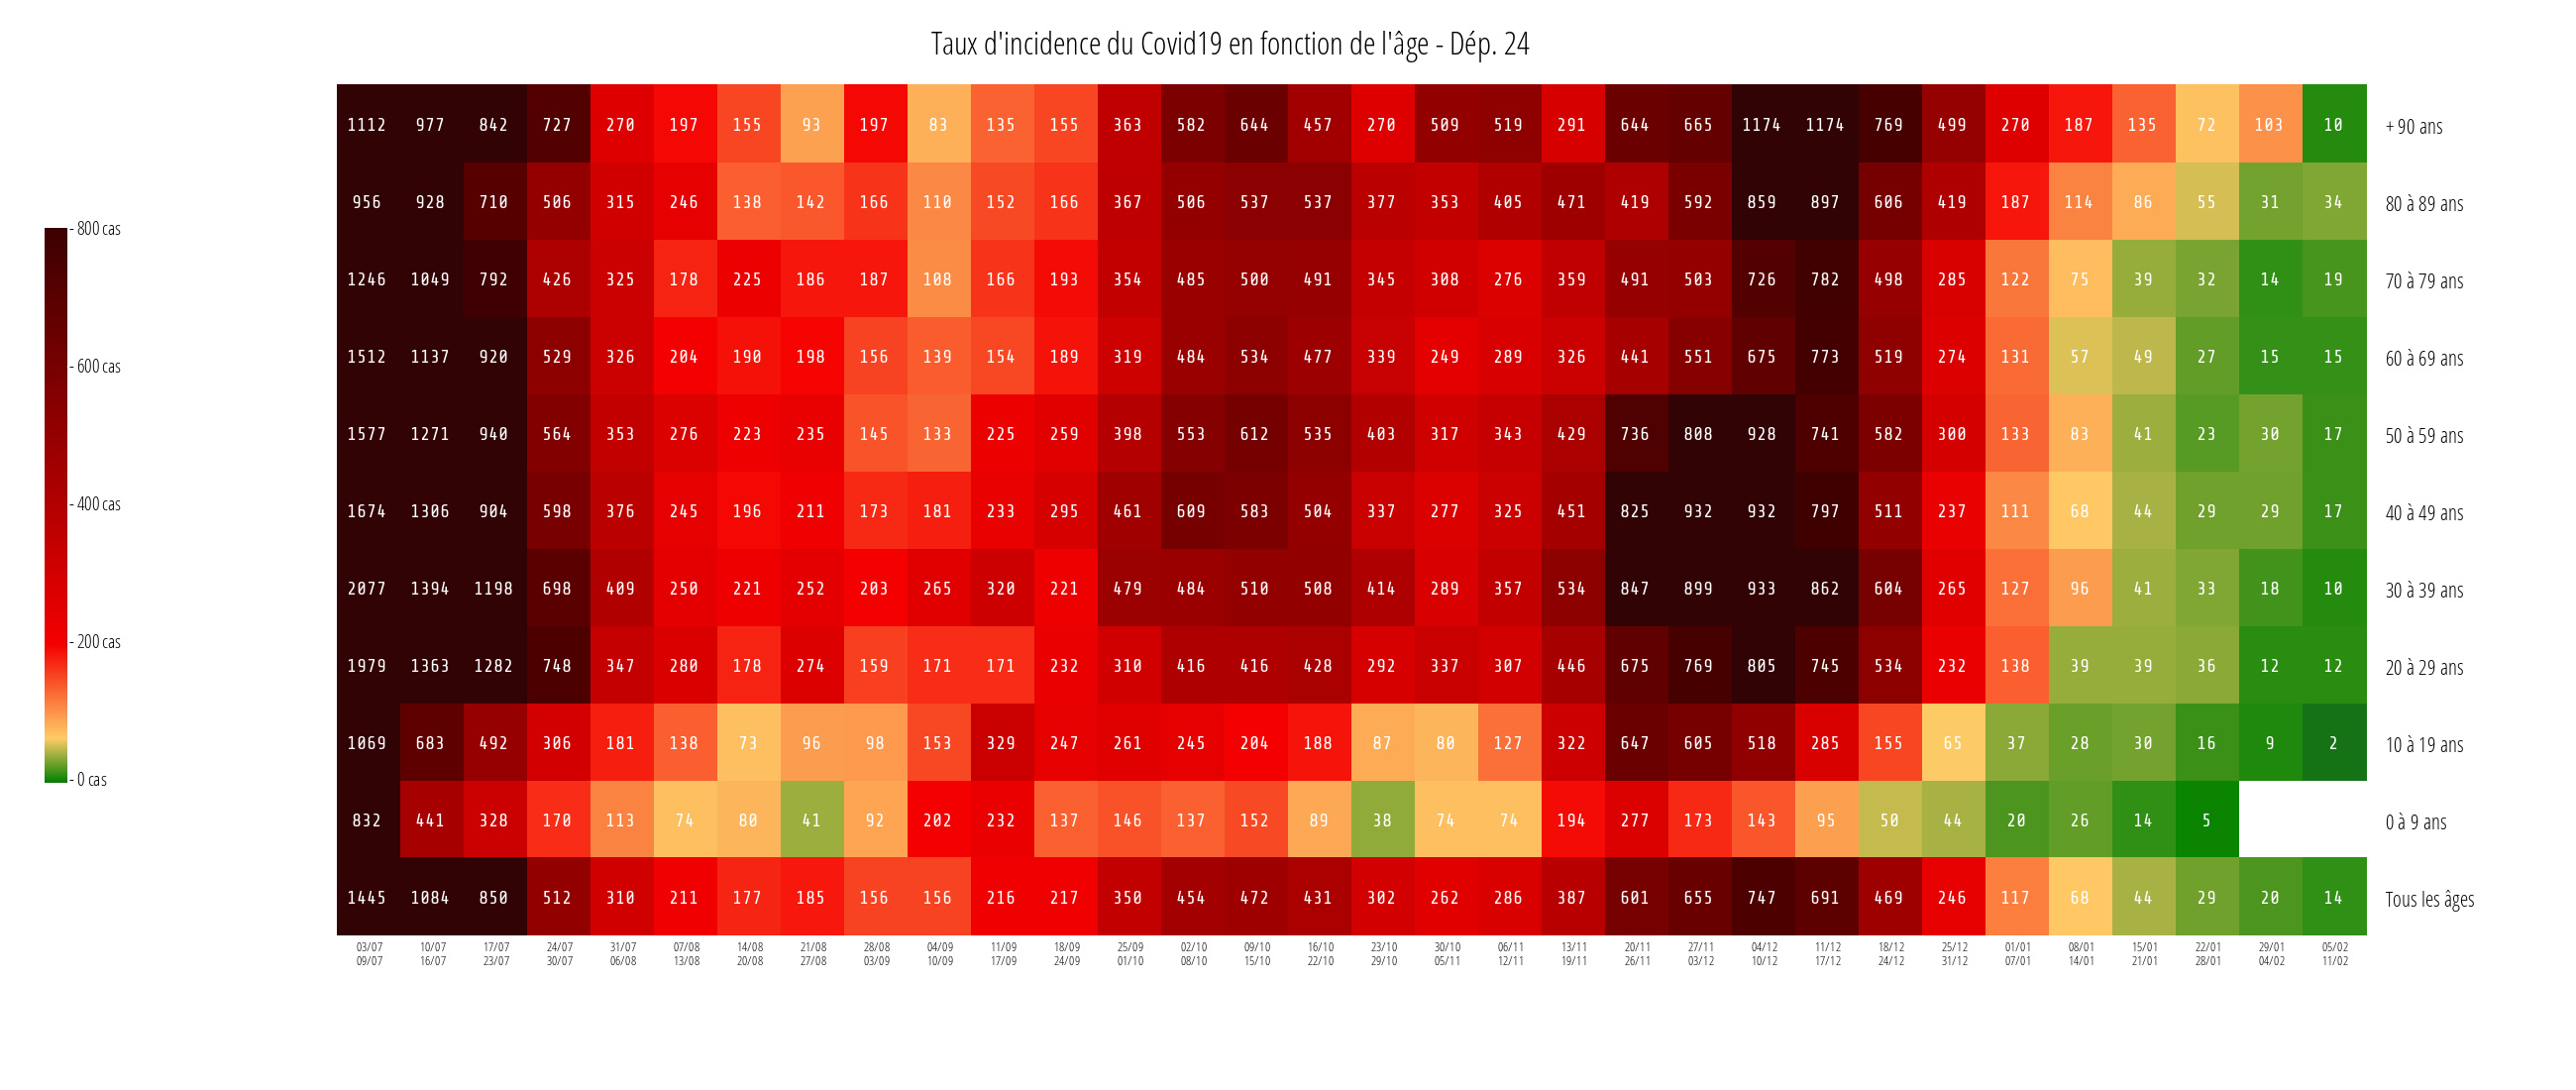 Taux d'incidence du Covid19 en fonction de l'âge - Dép. 24
- 800 cas
- 600 cas
- 400 cas
- 200 cas
- 0 cas
1112 977 842 727 270 197 155 93 197 83 135 155 363 582 644 457 270 509 519 291 644 665 1174 1174 769 499 270 187 135 72 103 10 + 90 ans
956 928 710 506 315 246 138 142 166 110 152 166 367 506 537 537 377 353 405 471 419 592 859 897 606 419 187 114 86 55 31 34 80 à 89 ans
1246 1049 792 426 325 178 225 186 187 108 166 193 354 485 500 491 345 308 276 359 491 503 726 782 498 285 122 75 39 32 14 19 70 à 79 ans
1512 1137 920 529 326 204 190 198 156 139 154 189 319 484 534 477 339 249 289 326 441 551 675 773 519 274 131 57 49 27 15 15 60 à 69 ans
1577 1271 940 564 353 276 223 235 145 133 225 259 398 553 612 535 403 317 343 429 736 808 928 741 582 300 133 83 41 23 30 17 50 à 59 ans
1674 1306 904 598 376 245 196 211 173 181 233 295 461 609 583 504 337 277 325 451 825 932 932 797 511 237 111 68 44 29 29 17 40 à 49 ans
2077 1394 1198 698 409 250 221 252 203 265 320 221 479 484 510 508 414 289 357 534 847 899 933 862 604 265 127 96 41 33 18 10 30 à 39 ans
1979 1363 1282 748 347 280 178 274 159 171 171 232 310 416 416 428 292 337 307 446 675 769 805 745 534 232 138 39 39 36 12 12 20 à 29 ans
1069 683 492 306 181 138 73 96 98 153 329 247 261 245 204 188 87 80 127 322 647 605 518 285 155 65 37 28 30 16 9 2 10 à 19 ans
832 441 328 170 113 74 80 41 92 202 232 137 146 137 152 89 38 74 74 194 277 173 143 95 50 44 20 26 14 5 0 à 9 ans
1445 1084 850 512 310 211 177 185 156 156 216 217 350 454 472 431 302 262 286 387 601 655 747 691 469 246 117 68 44 29 20 14 Tous les âges
03/07 10/07 17/07 24/07 31/07 07/08 14/08 21/08 28/08 04/09 11/09 18/09 25/09 02/10 09/10 16/10 23/10 30/10 06/11 13/11 20/11 27/11 04/12 11/12 18/12 25/12 01/01 08/01 15/01 22/01 29/01 05/02
09/07 16/07 23/07 30/07 06/08 13/08 20/08 27/08 03/09 10/09 17/09 24/09 01/10 08/10 15/10 22/10 29/10 05/11 12/11 19/11 26/11 03/12 10/12 17/12 24/12 31/12 07/01 14/01 21/01 28/01 04/02 11/02